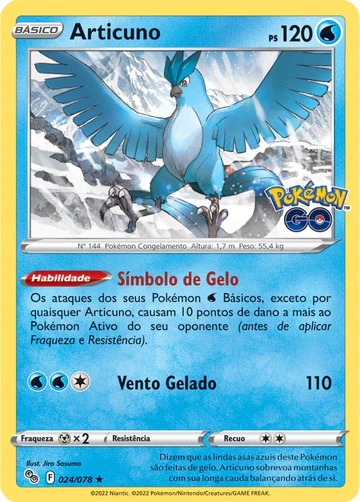 BÁSICO Articuno PS 120
Pokémon
GO
Nº 144 Pokémon Congelamento Altura: 1,7 m Peso: 55,4 kg
Habilidade Símbolo de Gelo
Os ataques dos seus Pokémon Básicos, exceto por
quaisquer Articuno, causam 10 pontos de dano a mais ao
Pokémon Ativo do seu oponente (antes de aplicar
Fraqueza e Resistência).
Vento Gelado 110
Fraqueza ×2 Resistência Recuo
Ilust. Jiro Sasumo
F 024/078 ★
Dizem que as lindas asas azuis deste Pokémon
são feitas de gelo. Articuno sobrevoa montanhas
com sua longa cauda balançando atrás de si.
©2022 Niantic. ©2022 Pokémon/Nintendo/Creatures/GAME FREAK.